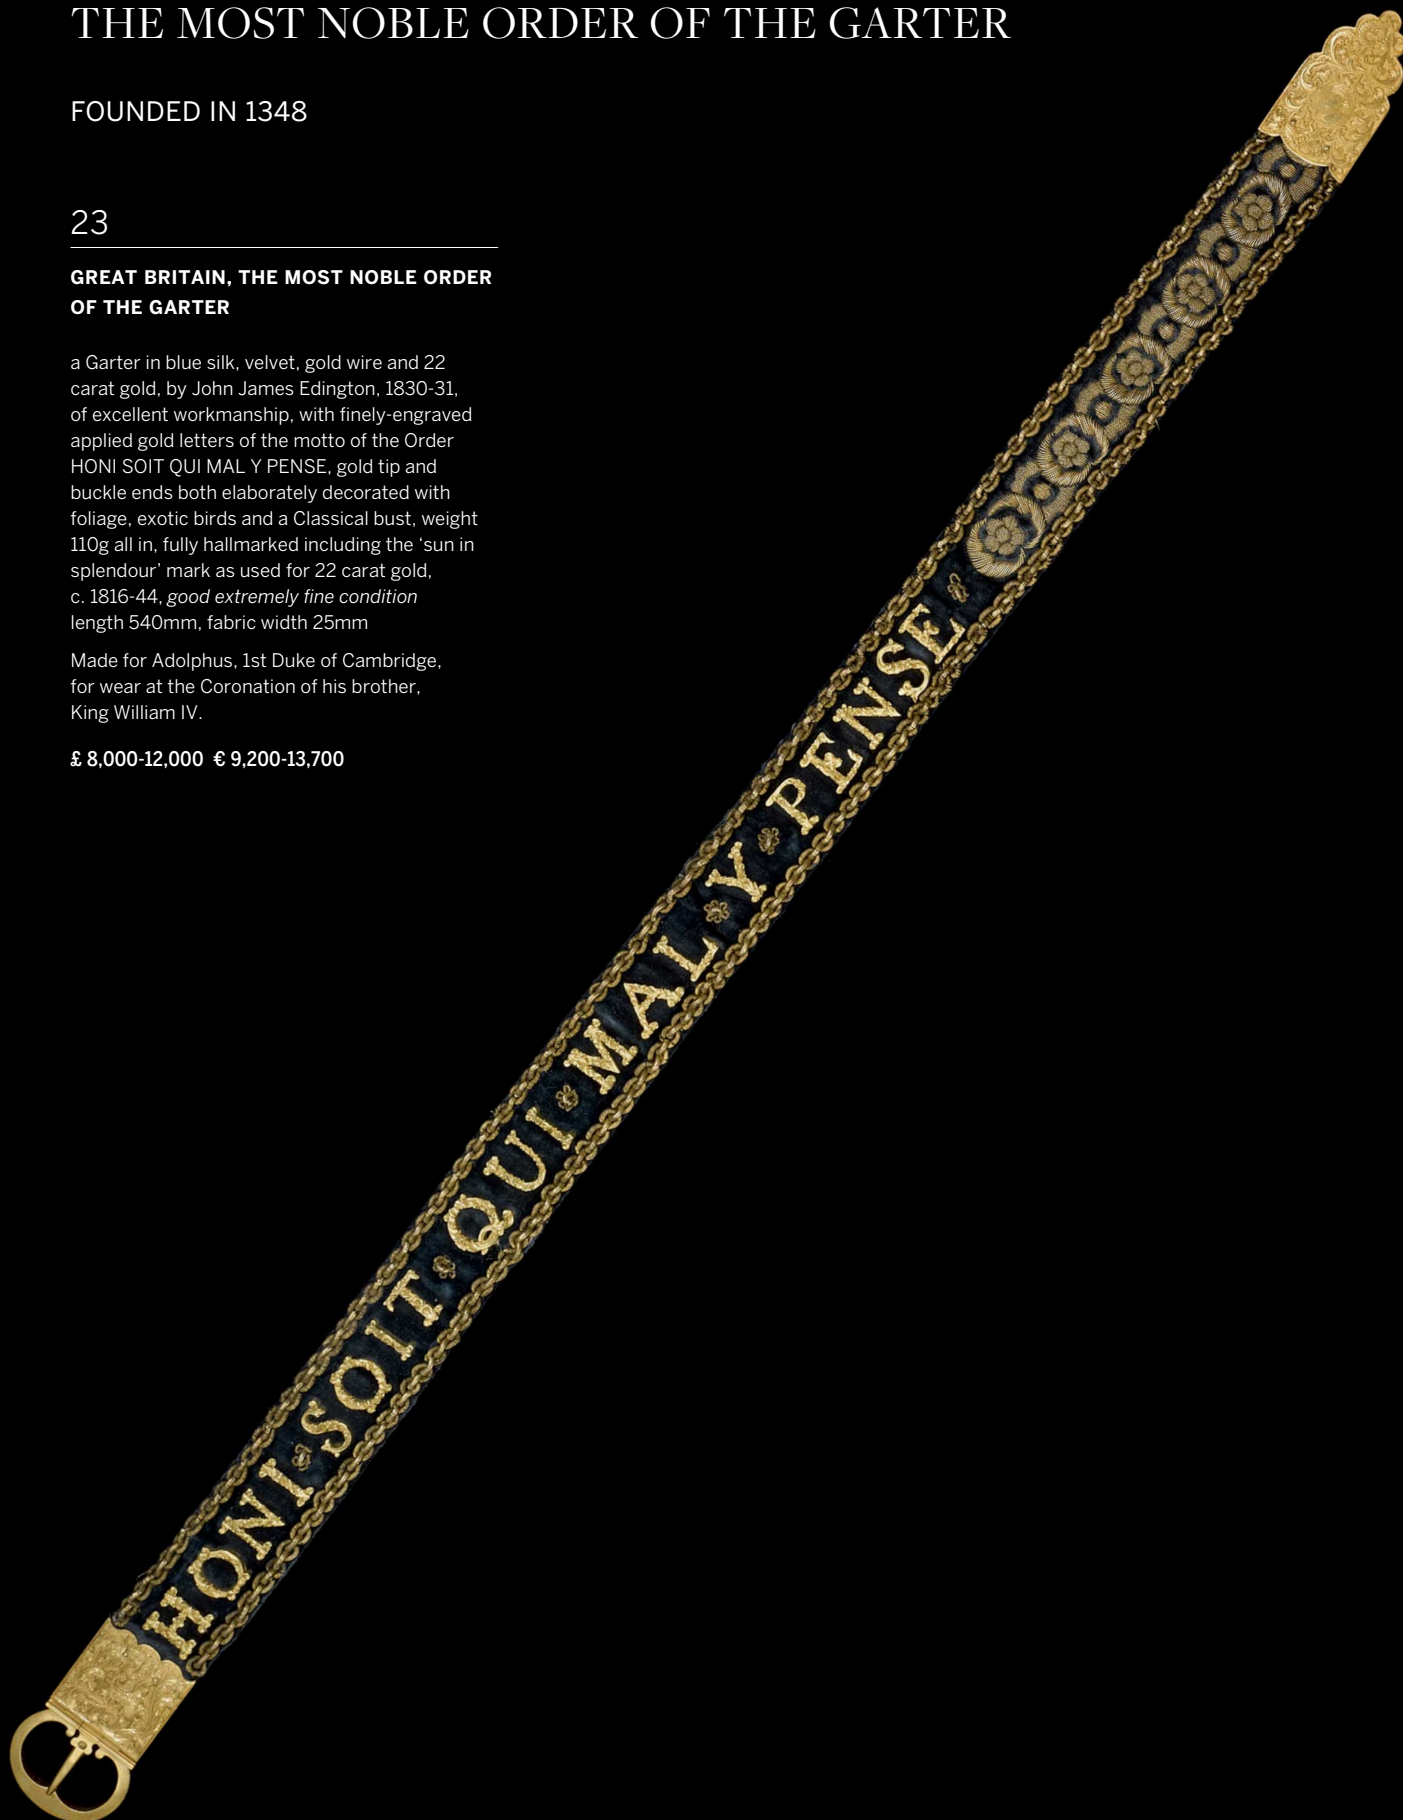 THE MOST NOBLE ORDER OF THE GARTER
FOUNDED IN 1348
23
GREAT BRITAIN, THE MOST NOBLE ORDER
OF THE GARTER
a Garter in blue silk, velvet, gold wire and 22
carat gold, by John James Edington, 1830-31,
of excellent workmanship, with finely-engraved
applied gold letters of the motto of the Order
HONI SOIT QUI MAL Y PENSE, gold tip and
buckle ends both elaborately decorated with
foliage, exotic birds and a Classical bust, weight
110g all in, fully hallmarked including the ‘sun in
splendour’ mark as used for 22 carat gold,
c. 1816-44, good extremely fine condition
length 540mm, fabric width 25mm
Made for Adolphus, 1st Duke of Cambridge,
for wear at the Coronation of his brother,
King William IV.
£ 8,000-12,000 € 9,200-13,700
HONI SOIT QUI MAL Y PENSE